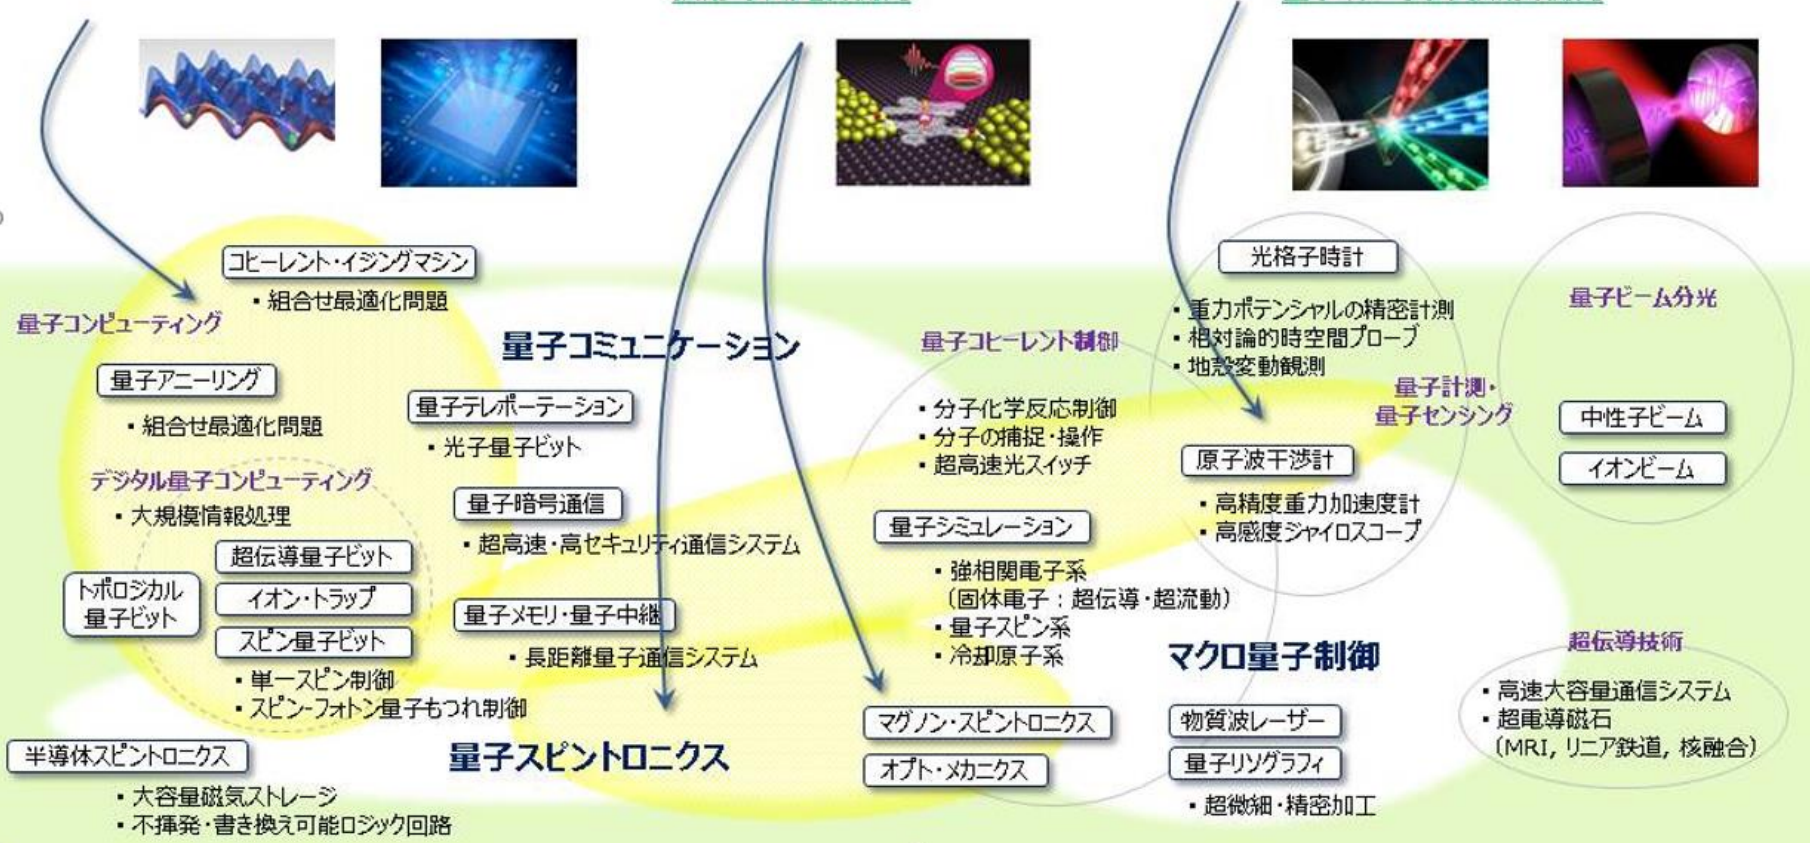 コヒーレント・イジングマシン
・組合せ最適化問題
量子コンピューティング
量子アニーリング
・組合せ最適化問題
デジタル量子コンピューティング
・大規模情報処理
超伝導量子ビット
イオン・トラップ
スピン量子ビット
トポロジカル
量子ビット
・単一スピン制御
・スピン-フォトン量子もつれ制御
半導体スピントロニクス
・大容量磁気ストレージ
・不揮発・書き換え可能ロジック回路
量子コミュニケーション
量子テレポーテーション
・光子量子ビット
量子暗号通信
・超高速・高セキュリティ通信システム
量子メモリ・量子中継
・長距離量子通信システム
量子スピントロニクス
量子コヒーレント制御
・分子化学反応制御
・分子の捕捉・操作
・超高速光スイッチ
量子シミュレーション
・強相関電子系
(固体電子：超伝導・超流動)
・量子スピン系
・冷却原子系
マグノン・スピントロニクス
オプト・メカニクス
光格子時計
・重力ポテンシャルの精密計測
・相対論的時空間プローブ
・地殻変動観測
量子計測・
量子センシング
原子波干渉計
・高精度重力加速度計
・高感度ジャイロスコープ
マクロ量子制御
物質波レーザー
量子リソグラフィ
・超微細・精密加工
量子ビーム分光
中性子ビーム
イオンビーム
超伝導技術
・高速大容量通信システム
・超電導磁石
(MRI, リニア鉄道, 核融合)